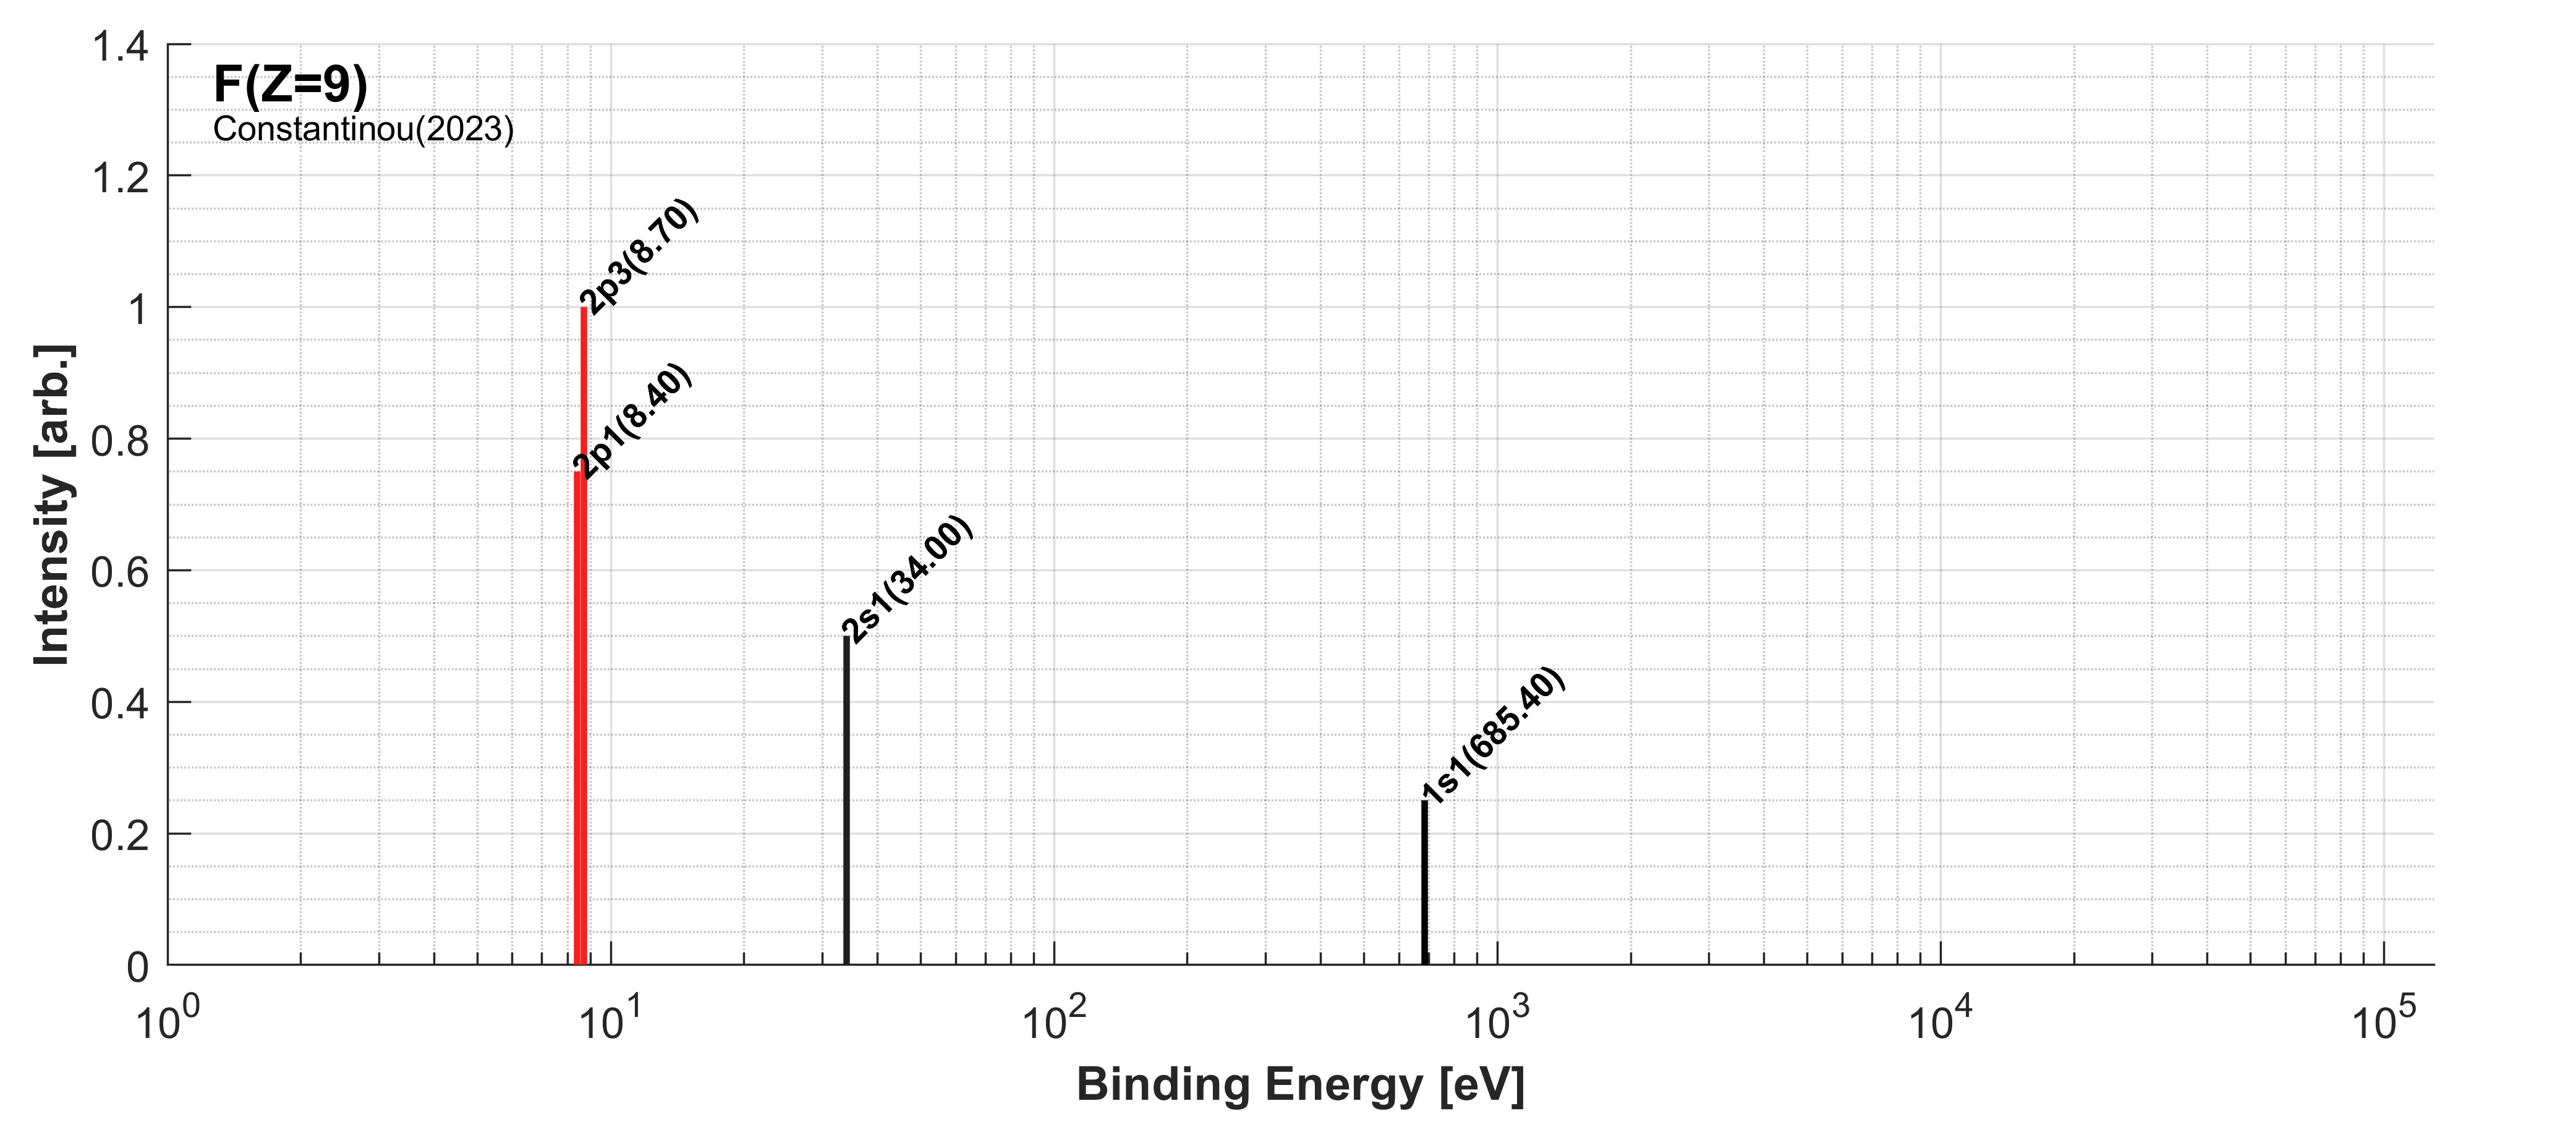 F(Z=9)
Constantinou(2023)
1.4
1.2
1
0.8
0.6
0.4
0.2
0
Intensity [arb.]
2p3(8.70)
2p1(8.40)
2s1(34.00)
1s1(685.40)
10^0 10^1 10^2 10^3 10^4 10^5
Binding Energy [eV]